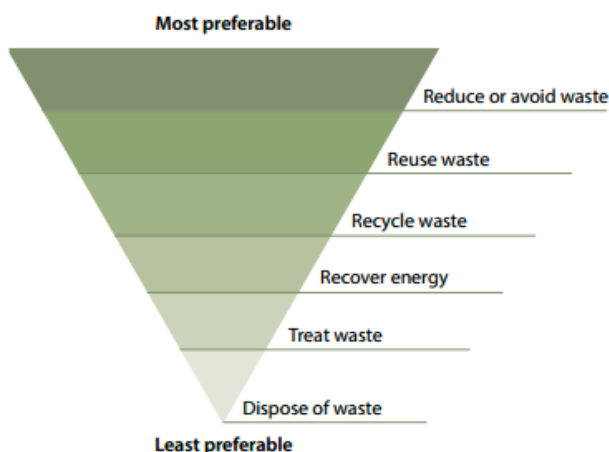 Most preferable
Reduce or avoid waste
Reuse waste
Recycle waste
Recover energy
Treat waste
Dispose of waste
Least preferable